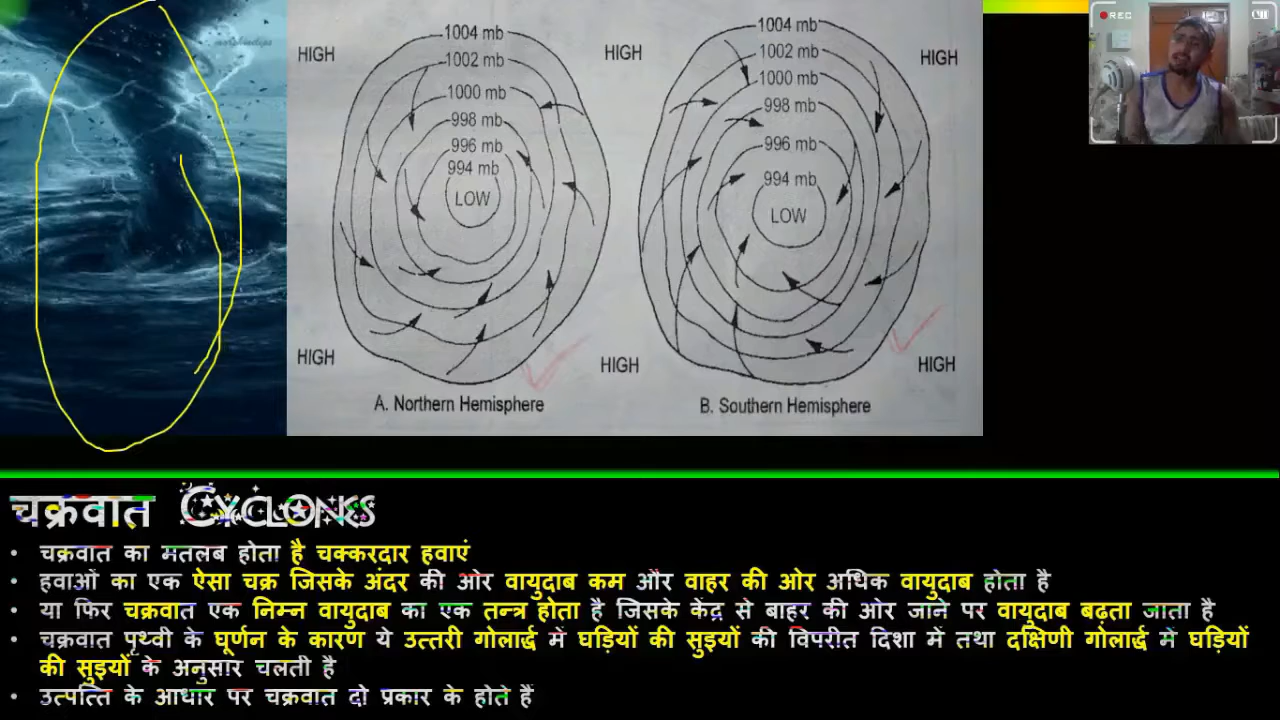 REC
HIGH
HIGH
HIGH
1004 mb
1002 mb
1000 mb
998 mb
996 mb
994 mb
LOW
1004 mb
1002 mb
1000 mb
998 mb
996 mb
994 mb
LOW
HIGH
HIGH
HIGH
A. Northern Hemisphere
B. Southern Hemisphere
चक्रवात CYCLONES
• चक्रवात का मतलब होता है चक्करदार हवाएं
• हवाओं का एक ऐसा चक्र जिसके अंदर की ओर वायुदाब कम और वाहर की ओर अधिक वायुदाब होता है
• या फिर चक्रवात एक निम्न वायुदाब का एक तन्त्र होता है जिसके केंद्र से बाहर की ओर जाने पर वायुदाब बढ़ता जाता है
• चक्रवात पृथ्वी के घूर्णन के कारण ये उत्तरी गोलार्द्ध में घड़ियों की सुइयों की विपरीत दिशा में तथा दक्षिणी गोलार्द्ध में घड़ियों
की सुइयों के अनुसार चलती है
• उत्पत्ति के आधार पर चक्रवात दो प्रकार के होते है